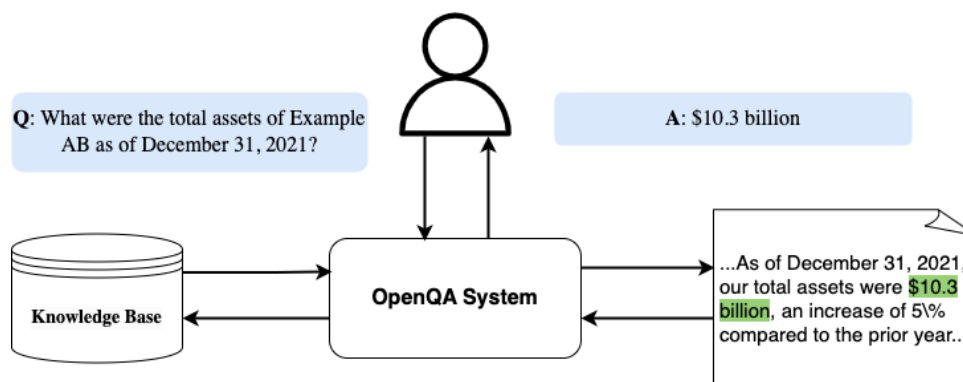 Q: What were the total assets of Example
AB as of December 31, 2021?
A: $10.3 billion
Knowledge Base
OpenQA System
...As of December 31, 2021,
our total assets were $10.3
billion, an increase of 5\%
compared to the prior year...